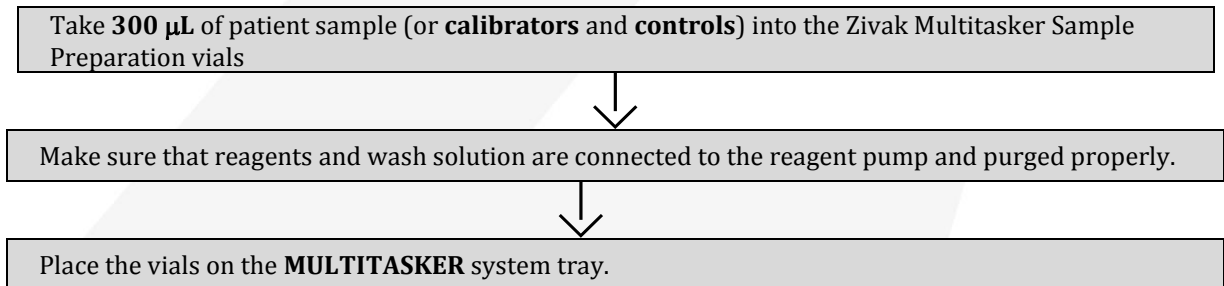 Take 300 μL of patient sample (or calibrators and controls) into the Zivak Multitasker Sample
Preparation vials
Make sure that reagents and wash solution are connected to the reagent pump and purged properly.
Place the vials on the MULTITASKER system tray.